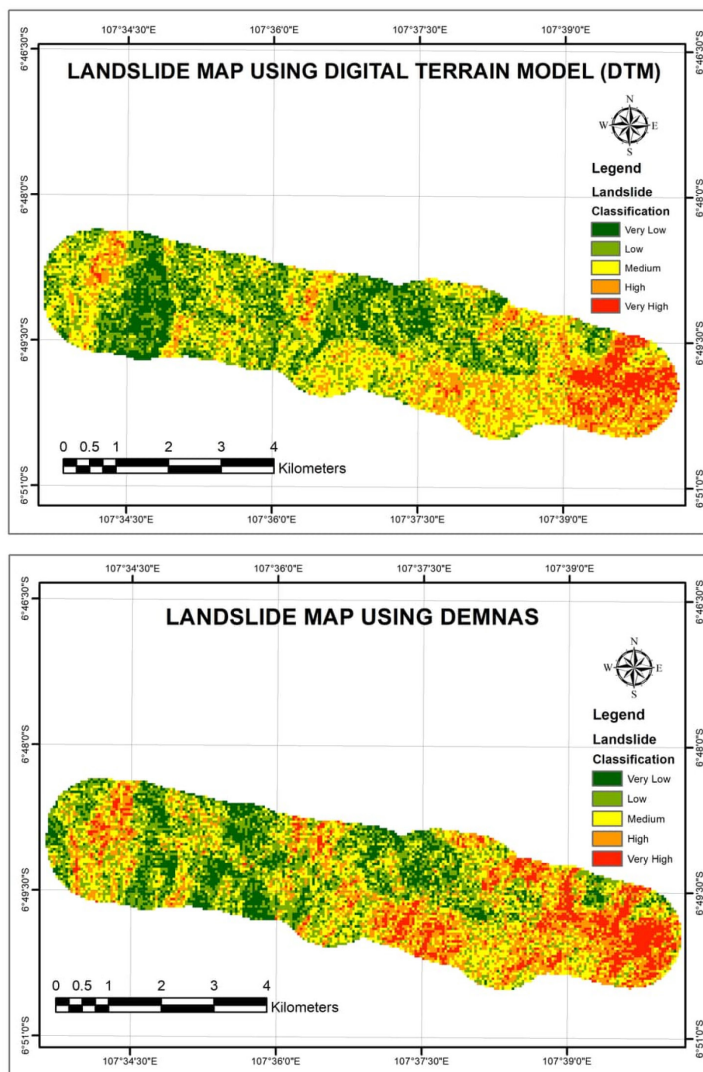 107°34'30"E 107°36'0"E 107°37'30"E 107°39'0"E
6°46'30"S 6°46'30"S
LANDSLIDE MAP USING DIGITAL TERRAIN MODEL (DTM)
N
W E
S
Legend
Landslide
Classification
Very Low
Low
Medium
High
Very High
6°48'0"S 6°48'0"S
6°49'30"S 6°49'30"S
0 0.5 1 2 3 4
Kilometers
6°51'0"S 6°51'0"S
107°34'30"E 107°36'0"E 107°37'30"E 107°39'0"E
107°34'30"E 107°36'0"E 107°37'30"E 107°39'0"E
6°46'30"S 6°46'30"S
LANDSLIDE MAP USING DEMNAS
N
W E
S
Legend
Landslide
Classification
Very Low
Low
Medium
High
Very High
6°48'0"S 6°48'0"S
6°49'30"S 6°49'30"S
0 0.5 1 2 3 4
Kilometers
6°51'0"S 6°51'0"S
107°34'30"E 107°36'0"E 107°37'30"E 107°39'0"E